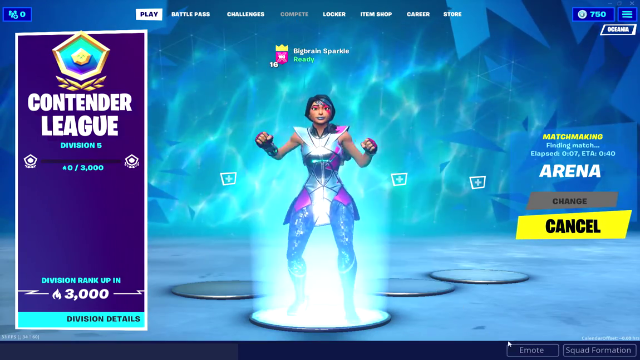 0
PLAY
BATTLE PASS
CHALLENGES
COMPETE
LOCKER
ITEM SHOP
CAREER
STORE
750
OCEANIA
Bigbrain Sparkle
Ready
16
CONTENDER
LEAGUE
DIVISION 5
0 / 3,000
DIVISION RANK UP IN
3,000
DIVISION DETAILS
MATCHMAKING
Finding match...
Elapsed: 0:07, ETA: 0:40
ARENA
CHANGE
CANCEL
Emote
Squad Formation